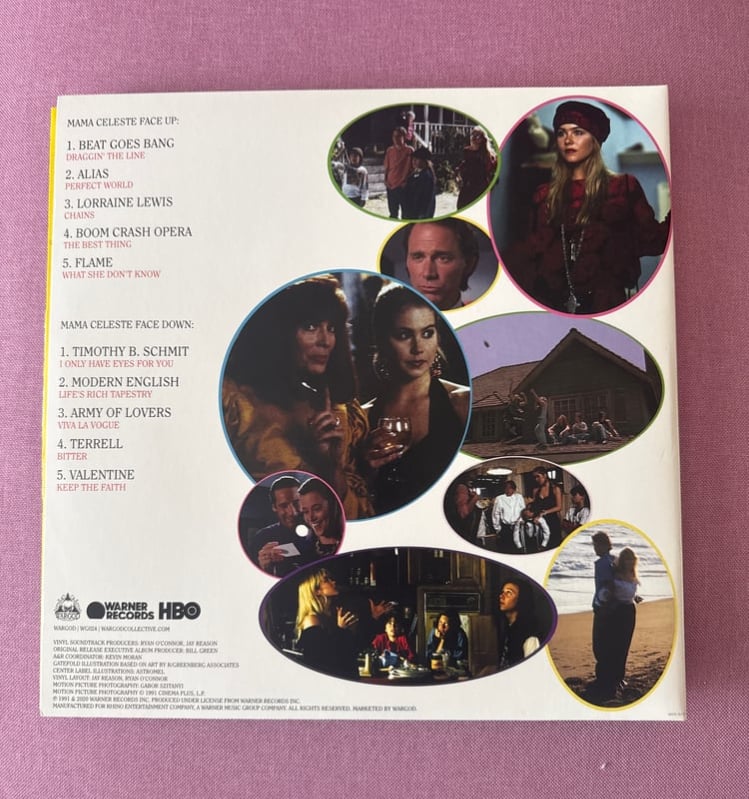 MAMA CELESTE FACE UP:
1. BEAT GOES BANG
DRAGGIN' THE LINE
2. ALIAS
PERFECT WORLD
3. LORRAINE LEWIS
CHAINS
4. BOOM CRASH OPERA
THE BEST THING
5. FLAME
WHAT SHE DON'T KNOW
MAMA CELESTE FACE DOWN:
1. TIMOTHY B. SCHMIT
I ONLY HAVE EYES FOR YOU
2. MODERN ENGLISH
LIFE'S RICH TAPESTRY
3. ARMY OF LOVERS
VIVA LA VOGUE
4. TERRELL
BITTER
5. VALENTINE
KEEP THE FAITH
WARGOD
WARNER RECORDS HBO
WARGOD | WG024 | WARGODCOLLECTIVE.COM
VINYL SOUNDTRACK PRODUCERS: RYAN O'CONNOR, JAY REASON
ORIGINAL RELEASE EXECUTIVE ALBUM PRODUCER: BILL GREEN
A&R COORDINATOR: KEVIN MORAN
GATEFOLD ILLUSTRATION BASED ON ART BY B.GREENBERG ASSOCIATES
CENTER LABEL ILLUSTRATIONS: ASTROMEL
VINYL LAYOUT: JAY REASON, RYAN O'CONNOR
MOTION PICTURE PHOTOGRAPHY: GABOR SZITANYI
MOTION PICTURE PHOTOGRAPHY © 1991 CINEMA PLUS, L.P.
℗ 1991 & 2020 WARNER RECORDS INC. PRODUCED UNDER LICENSE FROM WARNER RECORDS INC.
MANUFACTURED FOR RHINO ENTERTAINMENT COMPANY, A WARNER MUSIC GROUP COMPANY. ALL RIGHTS RESERVED. MARKETED BY WARGOD.